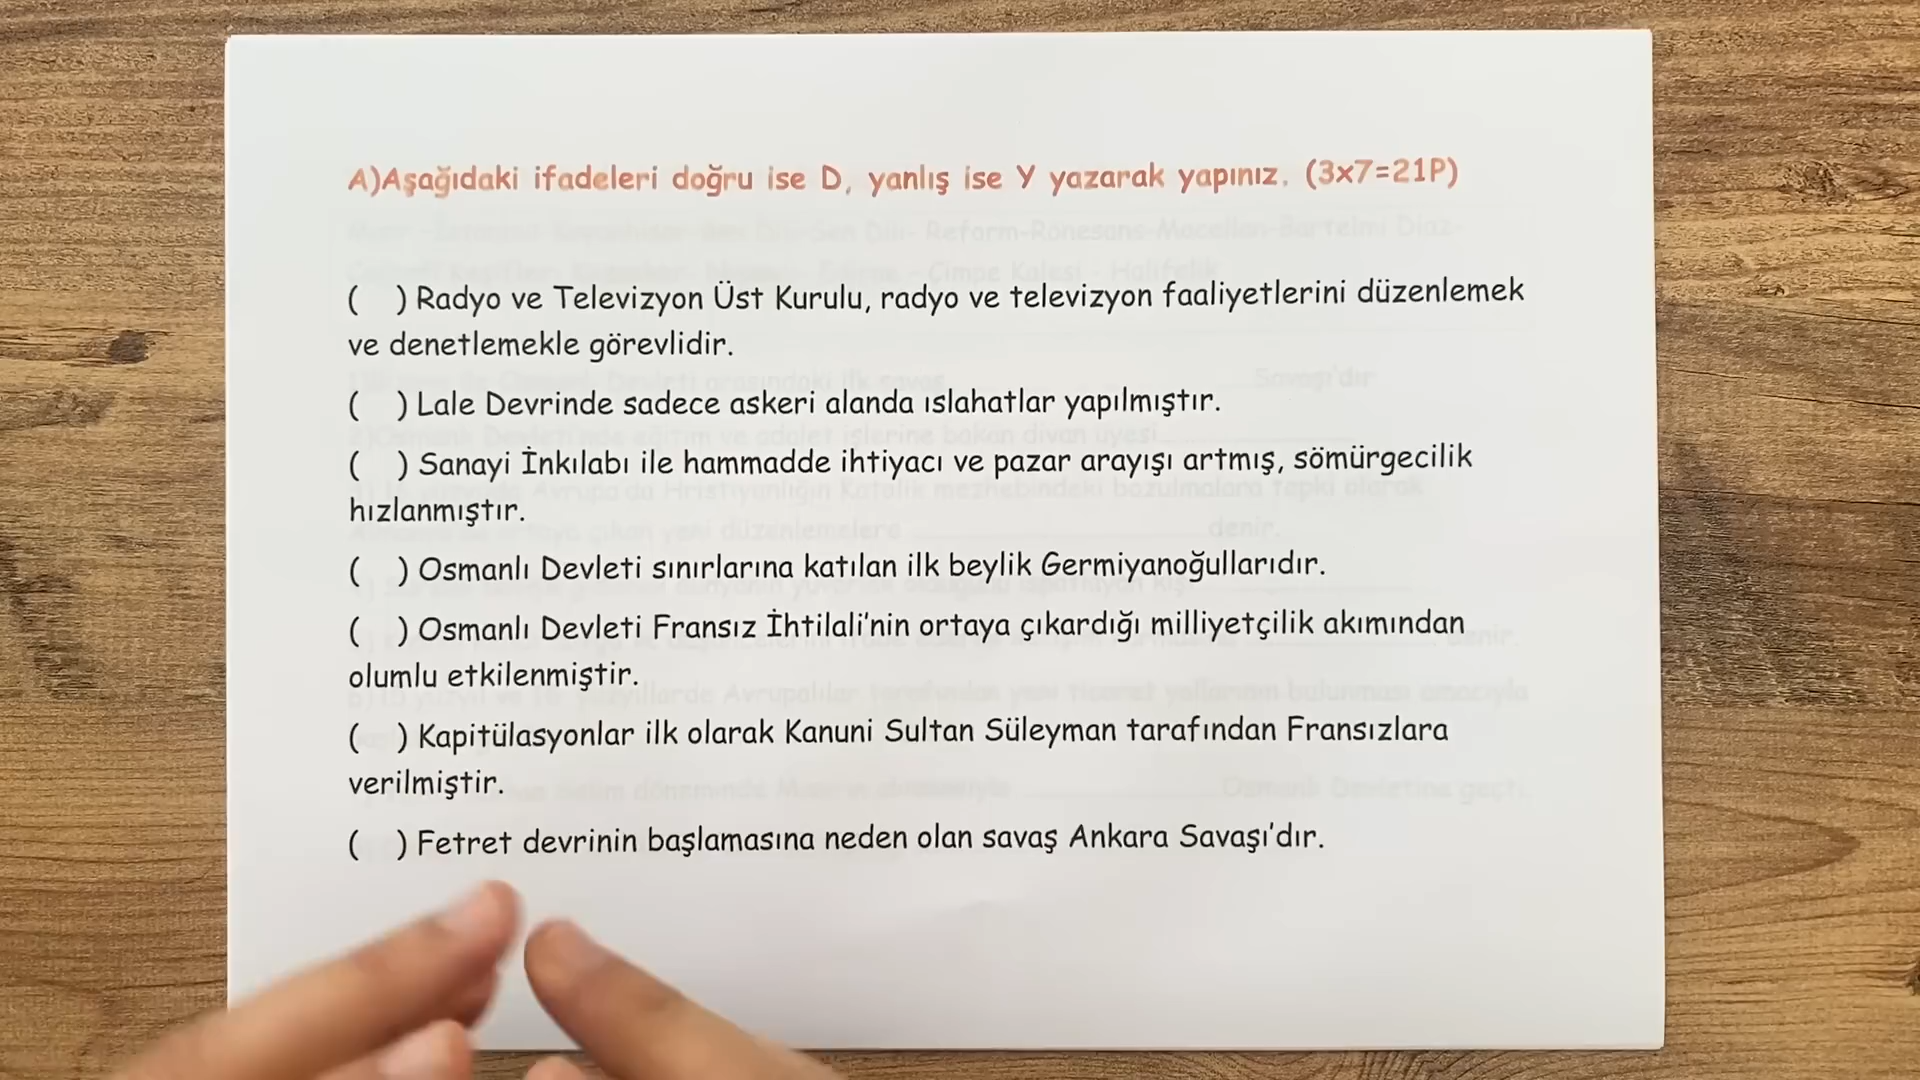 A)Aşağıdaki ifadeleri doğru ise D, yanlış ise Y yazarak yapınız. (3x7=21P)
( ) Radyo ve Televizyon Üst Kurulu, radyo ve televizyon faaliyetlerini düzenlemek
ve denetlemekle görevlidir.
( ) Lale Devrinde sadece askeri alanda ıslahatlar yapılmıştır.
( ) Sanayi İnkılabı ile hammadde ihtiyacı ve pazar arayışı artmış, sömürgecilik
hızlanmıştır.
( ) Osmanlı Devleti sınırlarına katılan ilk beylik Germiyanoğullarıdır.
( ) Osmanlı Devleti Fransız İhtilali'nin ortaya çıkardığı milliyetçilik akımından
olumlu etkilenmiştir.
( ) Kapitülasyonlar ilk olarak Kanuni Sultan Süleyman tarafından Fransızlara
verilmiştir.
( ) Fetret devrinin başlamasına neden olan savaş Ankara Savaşı'dır.